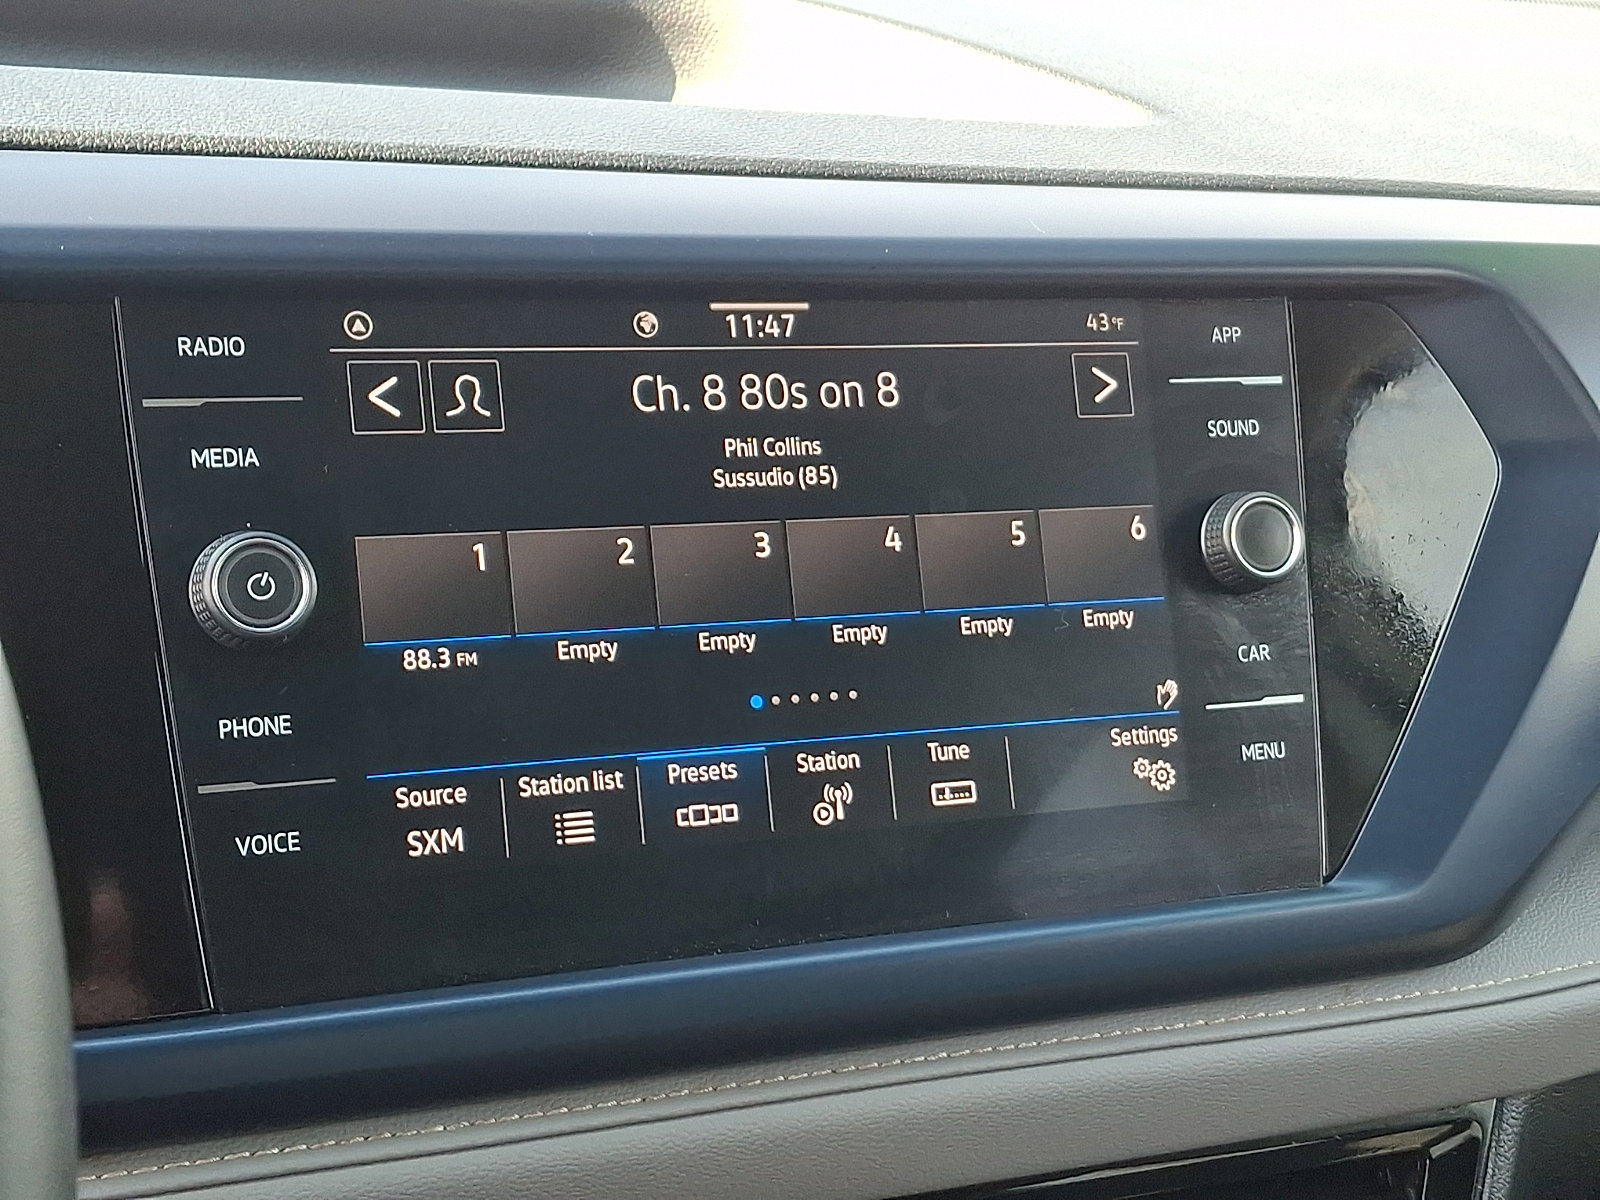 RADIO
MEDIA
PHONE
VOICE
11:47
43°F
Ch. 8 80s on 8
Phil Collins
Sussudio (85)
1 2 3 4 5 6
88.3 FM Empty Empty Empty Empty Empty
Source Station list Presets Station Tune Settings
SXM
APP
SOUND
CAR
MENU